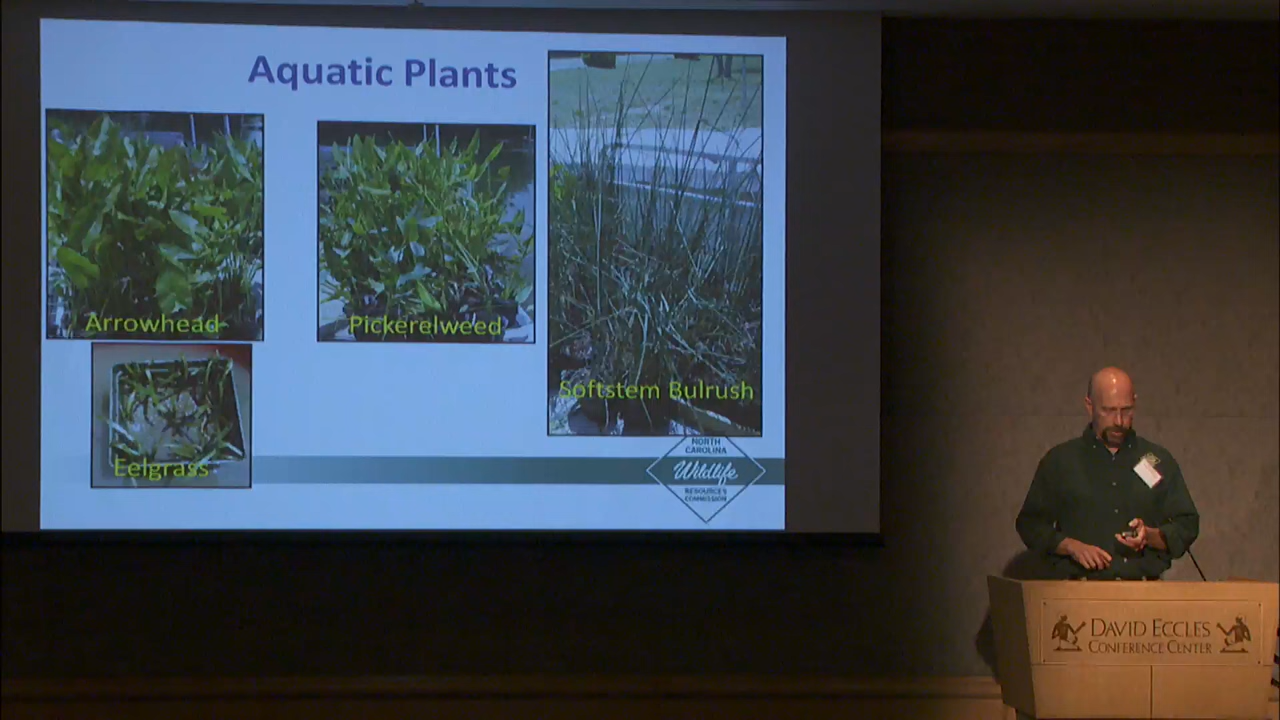 Aquatic Plants
Arrowhead
Pickerelweed
Softstem Bulrush
Eelgrass
NORTH
CAROLINA
Wildlife
RESOURCES
COMMISSION
DAVID ECCLES
CONFERENCE CENTER